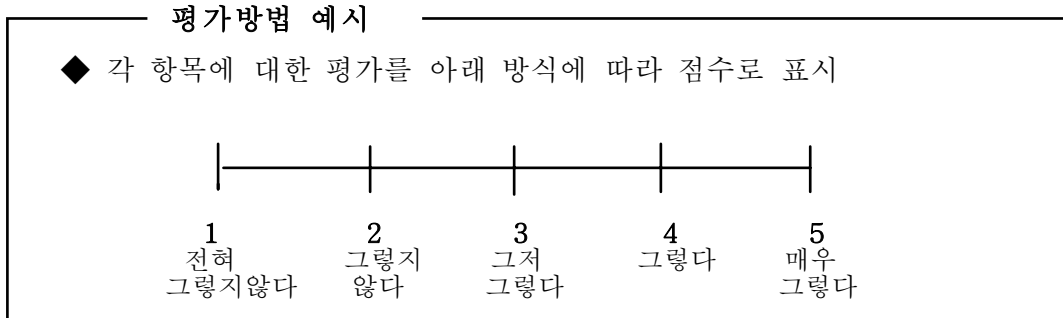 평가방법 예시
◆ 각 항목에 대한 평가를 아래 방식에 따라 점수로 표시
1 2 3 4 5
전혀 그렇지 그저 그렇다 매우
그렇지않다 않다 그렇다 그렇다